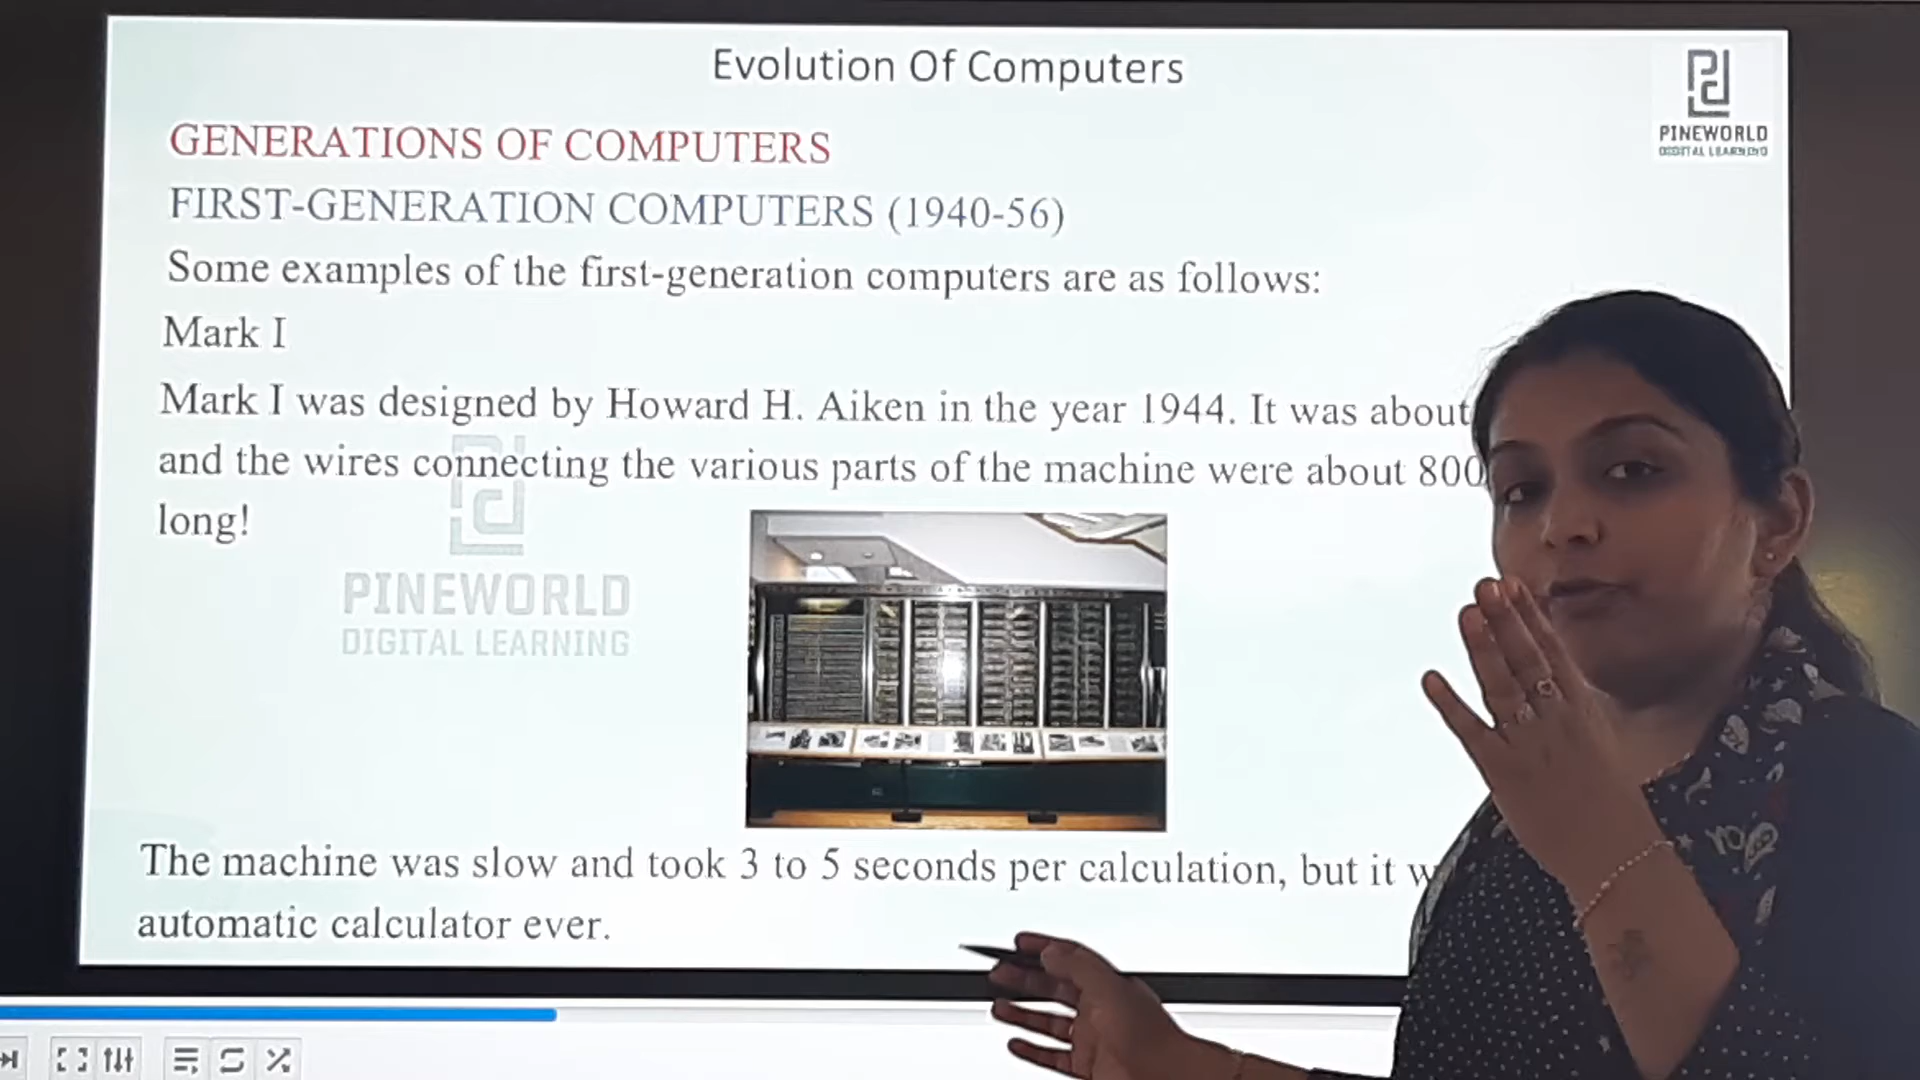 Evolution Of Computers
PINEWORLD
DIGITAL LEARNING
GENERATIONS OF COMPUTERS
FIRST-GENERATION COMPUTERS (1940-56)
Some examples of the first-generation computers are as follows:
Mark I
Mark I was designed by Howard H. Aiken in the year 1944. It was about
and the wires connecting the various parts of the machine were about 800
long!
PINEWORLD
DIGITAL LEARNING
The machine was slow and took 3 to 5 seconds per calculation, but it
automatic calculator ever.